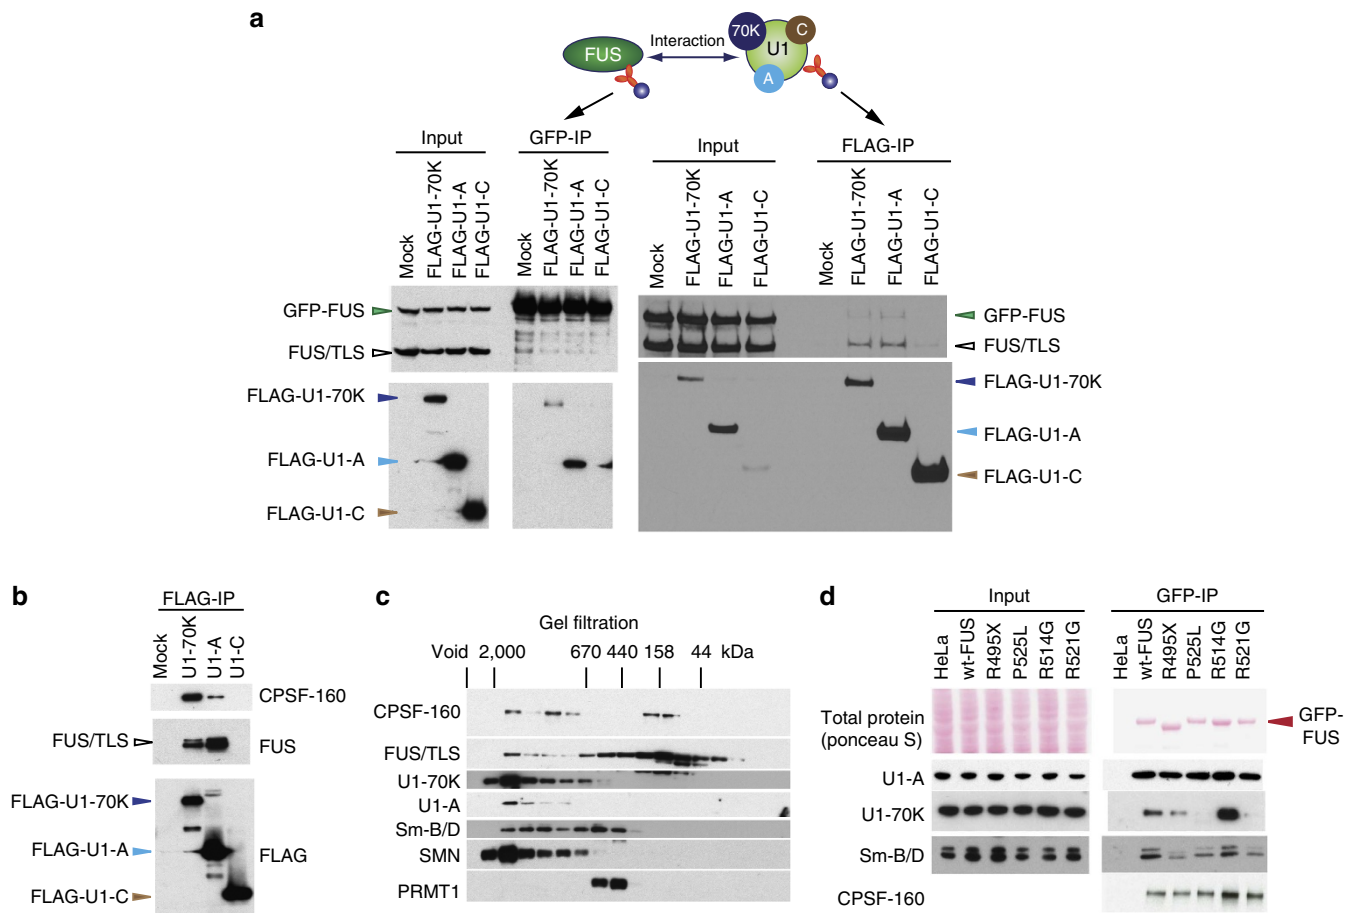 a
70K
C
FUS
Interaction
U1
A
Input
GFP-IP
Input
FLAG-IP
Mock
FLAG-U1-70K
FLAG-U1-A
FLAG-U1-C
Mock
FLAG-U1-70K
FLAG-U1-A
FLAG-U1-C
Mock
FLAG-U1-70K
FLAG-U1-A
FLAG-U1-C
Mock
FLAG-U1-70K
FLAG-U1-A
FLAG-U1-C
GFP-FUS
FUS/TLS
FLAG-U1-70K
FLAG-U1-A
FLAG-U1-C
GFP-FUS
FUS/TLS
FLAG-U1-70K
FLAG-U1-A
FLAG-U1-C
b
FLAG-IP
Mock
U1-70K
U1-A
U1-C
CPSF-160
FUS/TLS
FUS
FLAG-U1-70K
FLAG-U1-A
FLAG
FLAG-U1-C
c
Gel filtration
Void 2,000 670 440 158 44 kDa
CPSF-160
FUS/TLS
U1-70K
U1-A
Sm-B/D
SMN
PRMT1
d
Input
GFP-IP
HeLa
wt-FUS
R495X
P525L
R514G
R521G
HeLa
wt-FUS
R495X
P525L
R514G
R521G
Total protein
(ponceau S)
GFP-
FUS
U1-A
U1-70K
Sm-B/D
CPSF-160